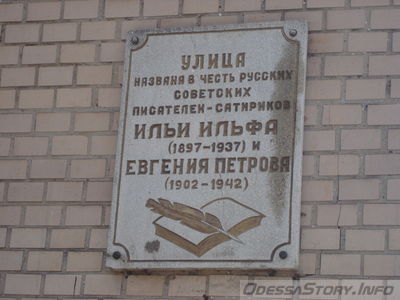 УЛИЦА
НАЗВАНА В ЧЕСТЬ РУССКИХ
СОВЕТСКИХ
ПИСАТЕЛЕЙ-САТИРИКОВ
ИЛЬИ ИЛЬФА
(1897-1937) И
ЕВГЕНИЯ ПЕТРОВА
(1902-1942)
OdessaStory.Info